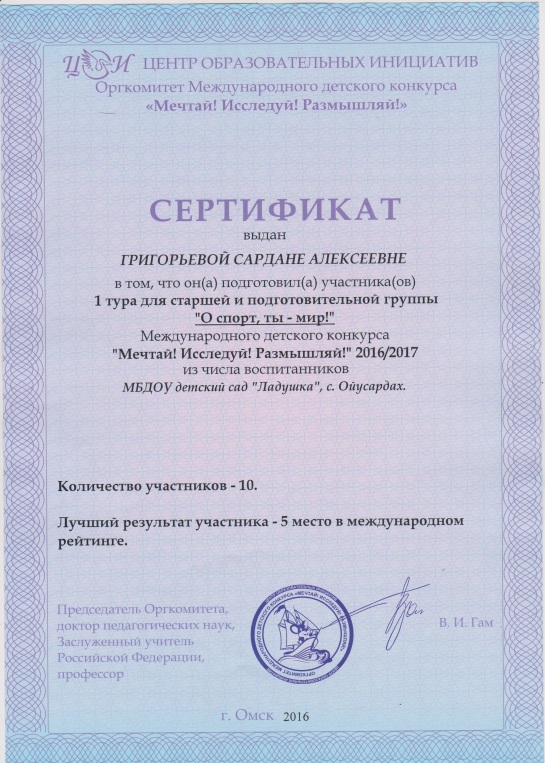 ЦОИ ЦЕНТР ОБРАЗОВАТЕЛЬНЫХ ИНИЦИАТИВ
Оргкомитет Международного детского конкурса
«Мечтай! Исследуй! Размышляй!»
СЕРТИФИКАТ
выдан
ГРИГОРЬЕВОЙ САРДАНЕ АЛЕКСЕЕВНЕ
в том, что он(а) подготовил(а) участника(ов)
1 тура для старшей и подготовительной группы
"О спорт, ты - мир!"
Международного детского конкурса
"Мечтай! Исследуй! Размышляй!" 2016/2017
из числа воспитанников
МБДОУ детский сад "Ладушка", с. Ойусардах.
Количество участников - 10.
Лучший результат участника - 5 место в международном
рейтинге.
Председатель Оргкомитета,
доктор педагогических наук,
Заслуженный учитель
Российской Федерации,
профессор
В. И. Гам
г. Омск 2016